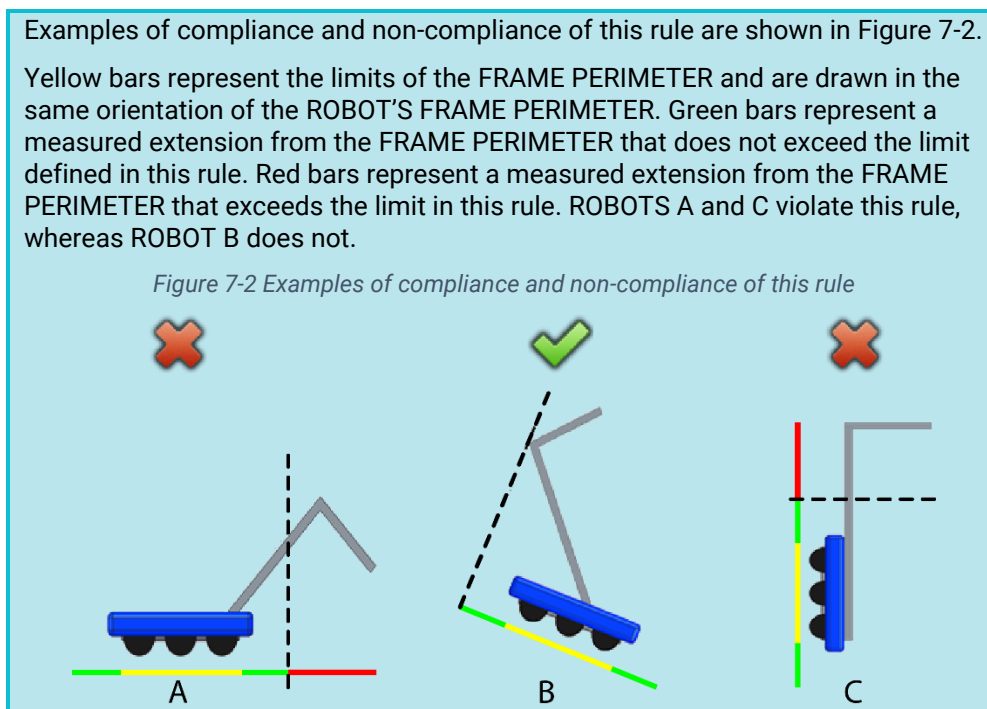 Examples of compliance and non-compliance of this rule are shown in Figure 7-2.
Yellow bars represent the limits of the FRAME PERIMETER and are drawn in the
same orientation of the ROBOT'S FRAME PERIMETER. Green bars represent a
measured extension from the FRAME PERIMETER that does not exceed the limit
defined in this rule. Red bars represent a measured extension from the FRAME
PERIMETER that exceeds the limit in this rule. ROBOTS A and C violate this rule,
whereas ROBOT B does not.
Figure 7-2 Examples of compliance and non-compliance of this rule
A B C